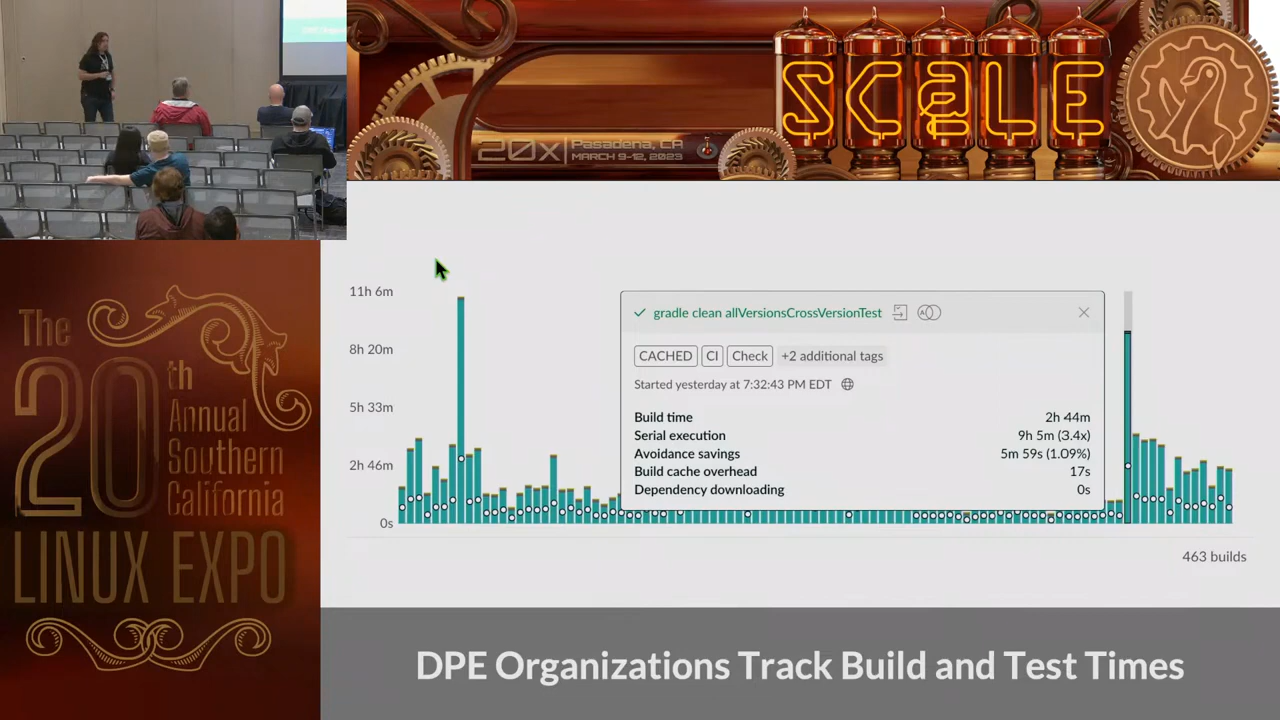 SCaLE
20x
Pasadena, CA
MARCH 9-12, 2023
The
20th
Annual
Southern
California
LINUX EXPO
11h 6m
8h 20m
5h 33m
2h 46m
0s
gradle clean allVersionsCrossVersionTest
CACHED CI Check +2 additional tags
Started yesterday at 7:32:43 PM EDT
Build time 2h 44m
Serial execution 9h 5m (3.4x)
Avoidance savings 5m 59s (1.09%)
Build cache overhead 17s
Dependency downloading 0s
463 builds
DPE Organizations Track Build and Test Times